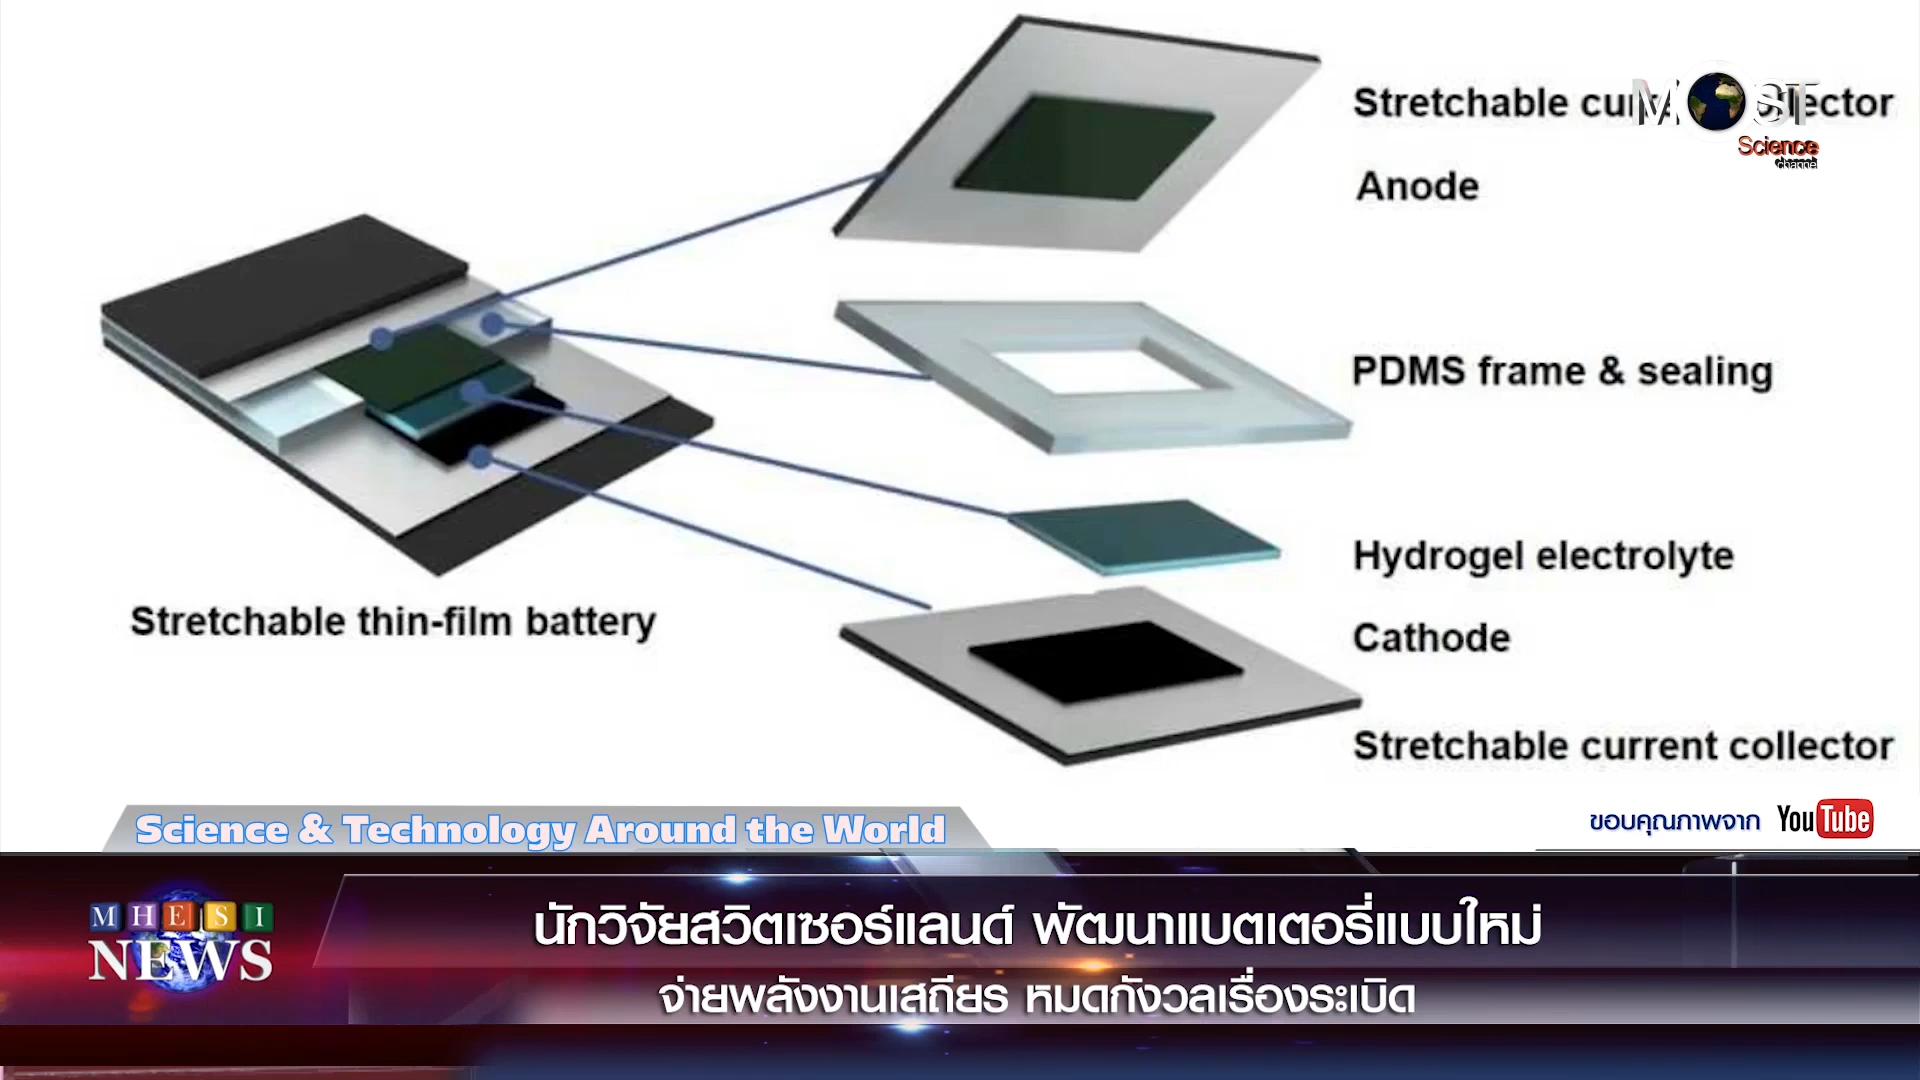 Stretchable current collector
MOST
Science
channel
Anode
PDMS frame & sealing
Hydrogel electrolyte
Cathode
Stretchable thin-film battery
Stretchable current collector
Science & Technology Around the World
ขอบคุณภาพจาก YouTube
MHESI
NEWS
นักวิจัยสวิตเซอร์แลนด์ พัฒนาแบตเตอรี่แบบใหม่
จ่ายพลังงานเสถียร หมดกังวลเรื่องระเบิด